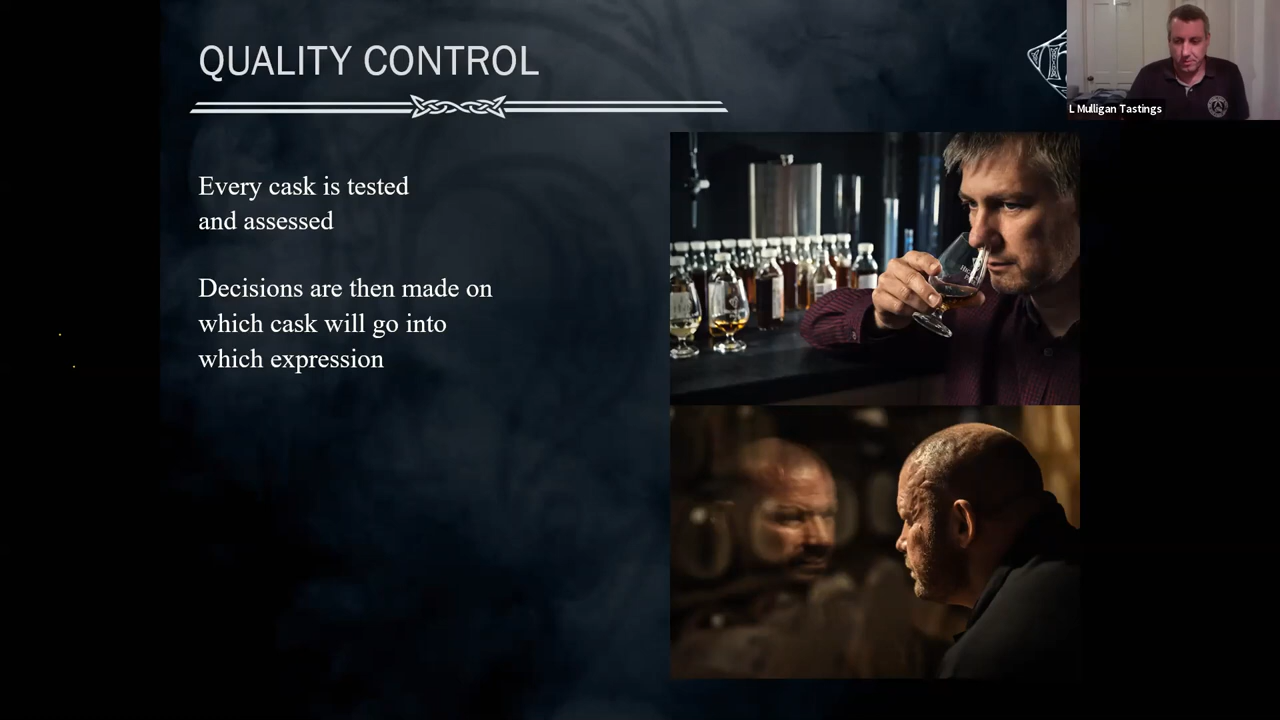 QUALITY CONTROL
L Mulligan Tastings
Every cask is tested
and assessed
Decisions are then made on
which cask will go into
which expression